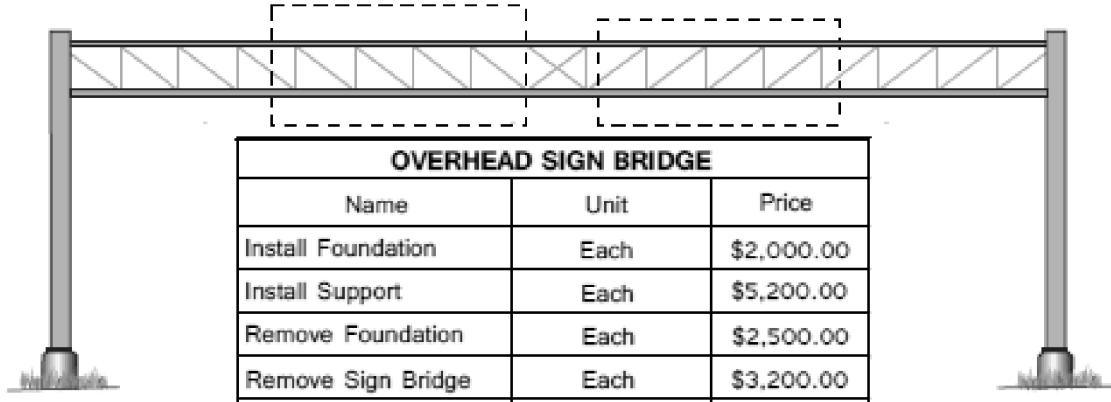 OVERHEAD SIGN BRIDGE
Name Unit Price
Install Foundation Each $2,000.00
Install Support Each $5,200.00
Remove Foundation Each $2,500.00
Remove Sign Bridge Each $3,200.00